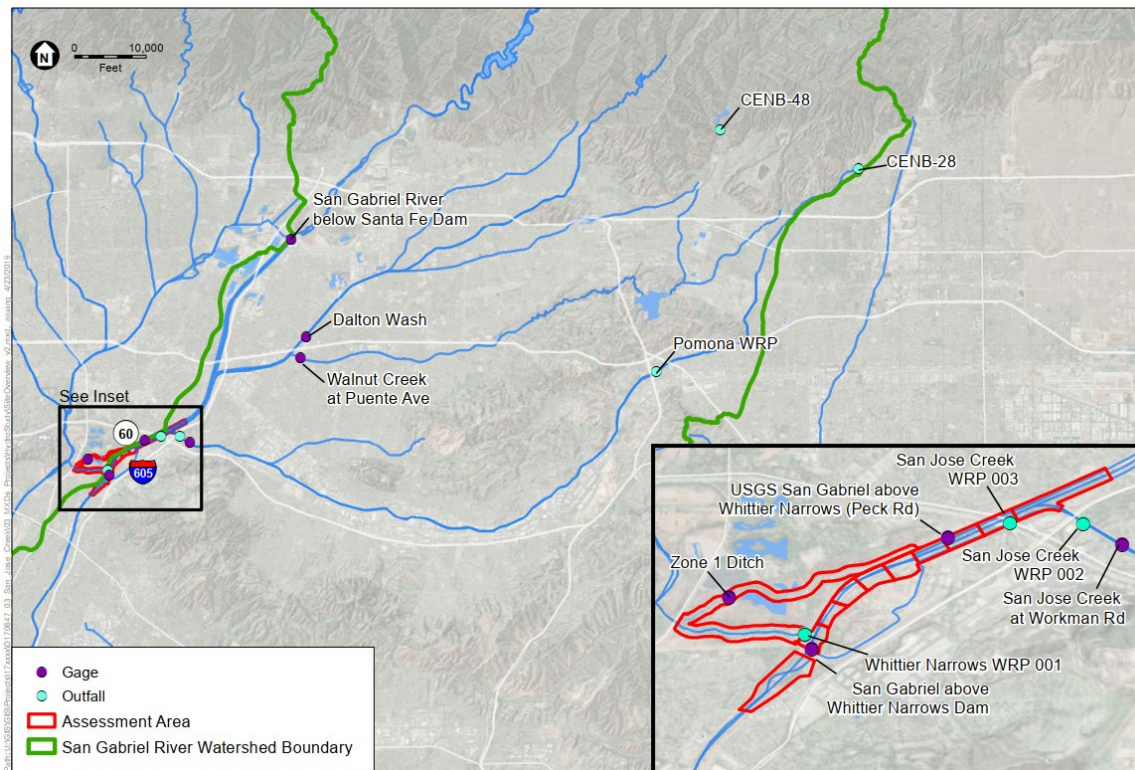 N
0 10,000
Feet
CENB-48
CENB-28
San Gabriel River
below Santa Fe Dam
Dalton Wash
Pomona WRP
Walnut Creek
at Puente Ave
See Inset
60
605
San Jose Creek
WRP 003
USGS San Gabriel above
Whittier Narrows (Peck Rd)
Zone 1 Ditch
San Jose Creek
WRP 002
San Jose Creek
at Workman Rd
Whittier Narrows WRP 001
San Gabriel above
Whittier Narrows Dam
Gage
Outfall
Assessment Area
San Gabriel River Watershed Boundary